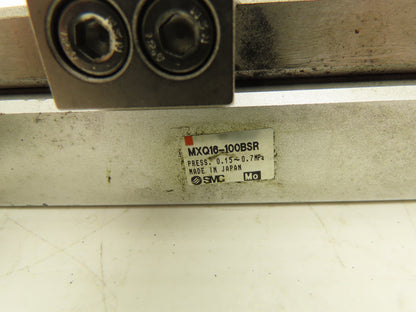 MXQ16-100BSR
PRESS. 0.15~0.7MPa
MADE IN JAPAN
SMC Mo